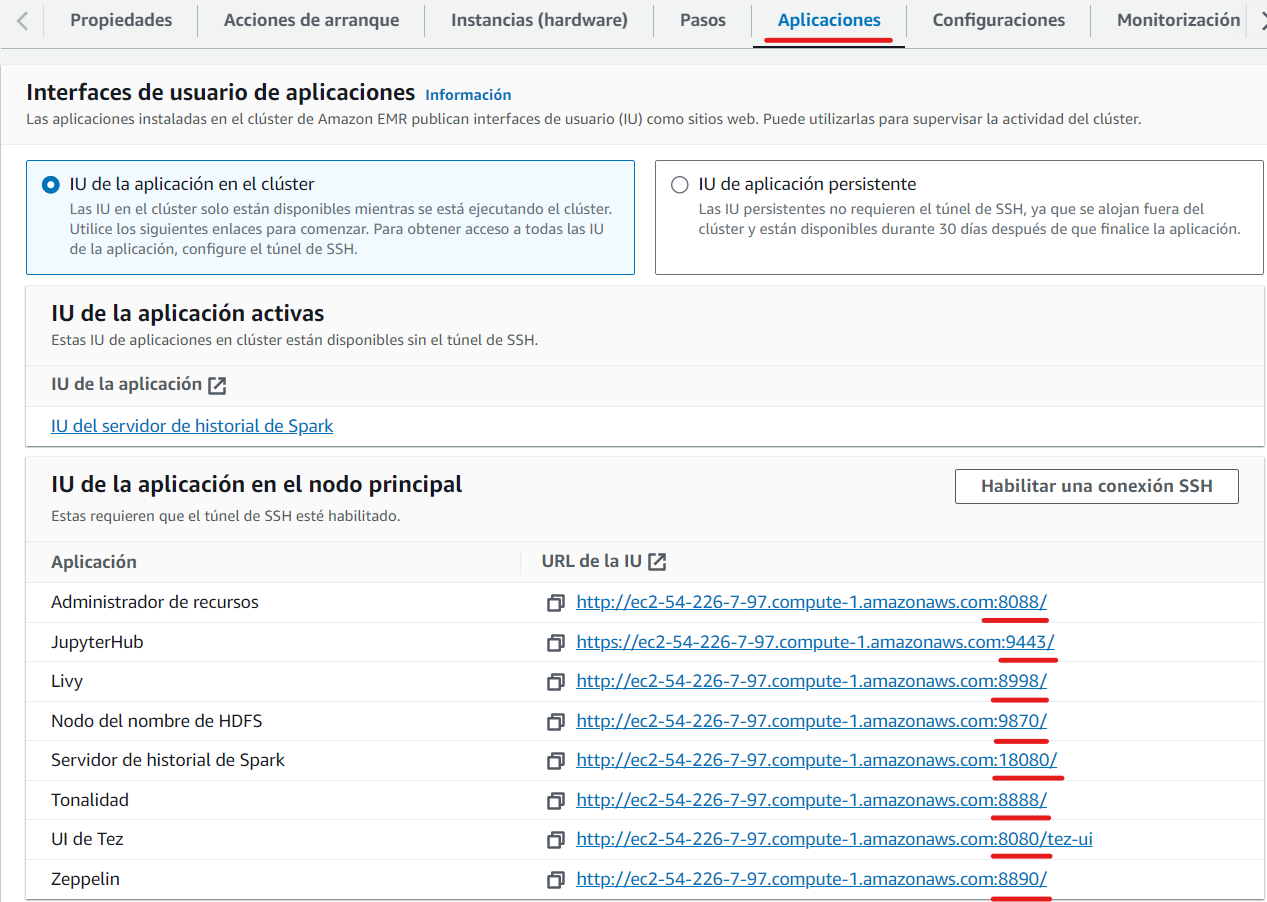 Propiedades
Acciones de arranque
Instancias (hardware)
Pasos
Aplicaciones
Configuraciones
Monitorización
Interfaces de usuario de aplicaciones Información
Las aplicaciones instaladas en el clúster de Amazon EMR publican interfaces de usuario (IU) como sitios web. Puede utilizarlas para supervisar la actividad del clúster.
IU de la aplicación en el clúster
Las IU en el clúster solo están disponibles mientras se está ejecutando el clúster.
Utilice los siguientes enlaces para comenzar. Para obtener acceso a todas las IU
de la aplicación, configure el túnel de SSH.
IU de aplicación persistente
Las IU persistentes no requieren el túnel de SSH, ya que se alojan fuera del
clúster y están disponibles durante 30 días después de que finalice la aplicación.
IU de la aplicación activas
Estas IU de aplicaciones en clúster están disponibles sin el túnel de SSH.
IU de la aplicación
IU del servidor de historial de Spark
IU de la aplicación en el nodo principal
Habilitar una conexión SSH
Estas requieren que el túnel de SSH esté habilitado.
Aplicación URL de la IU
Administrador de recursos http://ec2-54-226-7-97.compute-1.amazonaws.com:8088/
JupyterHub https://ec2-54-226-7-97.compute-1.amazonaws.com:9443/
Livy http://ec2-54-226-7-97.compute-1.amazonaws.com:8998/
Nodo del nombre de HDFS http://ec2-54-226-7-97.compute-1.amazonaws.com:9870/
Servidor de historial de Spark http://ec2-54-226-7-97.compute-1.amazonaws.com:18080/
Tonalidad http://ec2-54-226-7-97.compute-1.amazonaws.com:8888/
UI de Tez http://ec2-54-226-7-97.compute-1.amazonaws.com:8080/tez-ui
Zeppelin http://ec2-54-226-7-97.compute-1.amazonaws.com:8890/